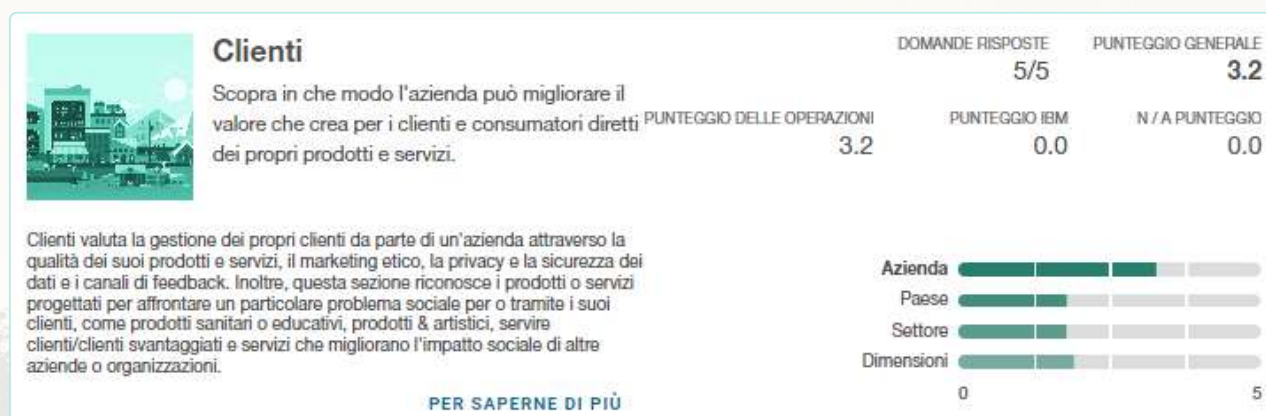 Clienti
Scopra in che modo l'azienda può migliorare il
valore che crea per i clienti e consumatori diretti
dei propri prodotti e servizi.
DOMANDE RISPOSTE
5/5
PUNTEGGIO GENERALE
3.2
PUNTEGGIO DELLE OPERAZIONI
3.2
PUNTEGGIO IBM
0.0
N / A PUNTEGGIO
0.0
Clienti valuta la gestione dei propri clienti da parte di un'azienda attraverso la
qualità dei suoi prodotti e servizi, il marketing etico, la privacy e la sicurezza dei
dati e i canali di feedback. Inoltre, questa sezione riconosce i prodotti o servizi
progettati per affrontare un particolare problema sociale per o tramite i suoi
clienti, come prodotti sanitari o educativi, prodotti & artistici, servire
clienti/clienti svantaggiati e servizi che migliorano l'impatto sociale di altre
aziende o organizzazioni.
PER SAPERNE DI PIÙ
Azienda
Paese
Settore
Dimensioni
0 5